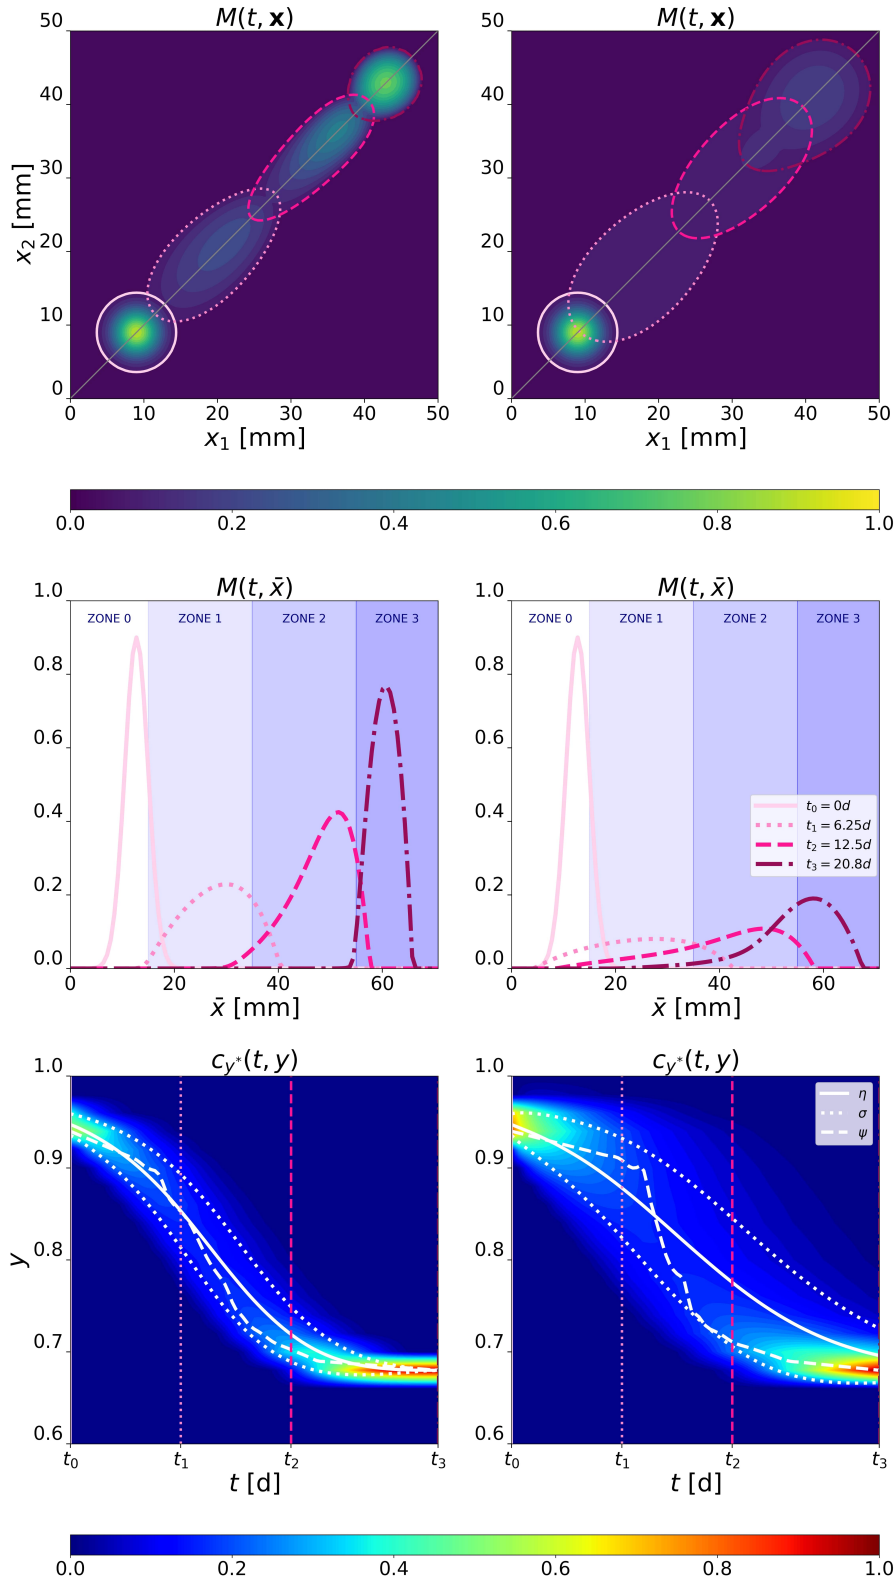 M(t, x)
M(t, x)
50
40
30
20
10
0
x₂ [mm]
0 10 20 30 40 50
x₁ [mm]
50
40
30
20
10
0
0 10 20 30 40 50
x₁ [mm]
0.0 0.2 0.4 0.6 0.8 1.0
M(t, x̄)
M(t, x̄)
1.0
0.8
0.6
0.4
0.2
0.0
ZONE 0 ZONE 1 ZONE 2 ZONE 3
0 20 40 60
x̄ [mm]
1.0
0.8
0.6
0.4
0.2
0.0
ZONE 0 ZONE 1 ZONE 2 ZONE 3
t₀ = 0d
t₁ = 6.25d
t₂ = 12.5d
t₃ = 20.8d
0 20 40 60
x̄ [mm]
c_y*(t, y)
c_y*(t, y)
1.0
0.9
0.8
0.7
0.6
y
t₀ t₁ t₂ t₃
t [d]
1.0
0.9
0.8
0.7
0.6
η
σ
ψ
t₀ t₁ t₂ t₃
t [d]
0.0 0.2 0.4 0.6 0.8 1.0